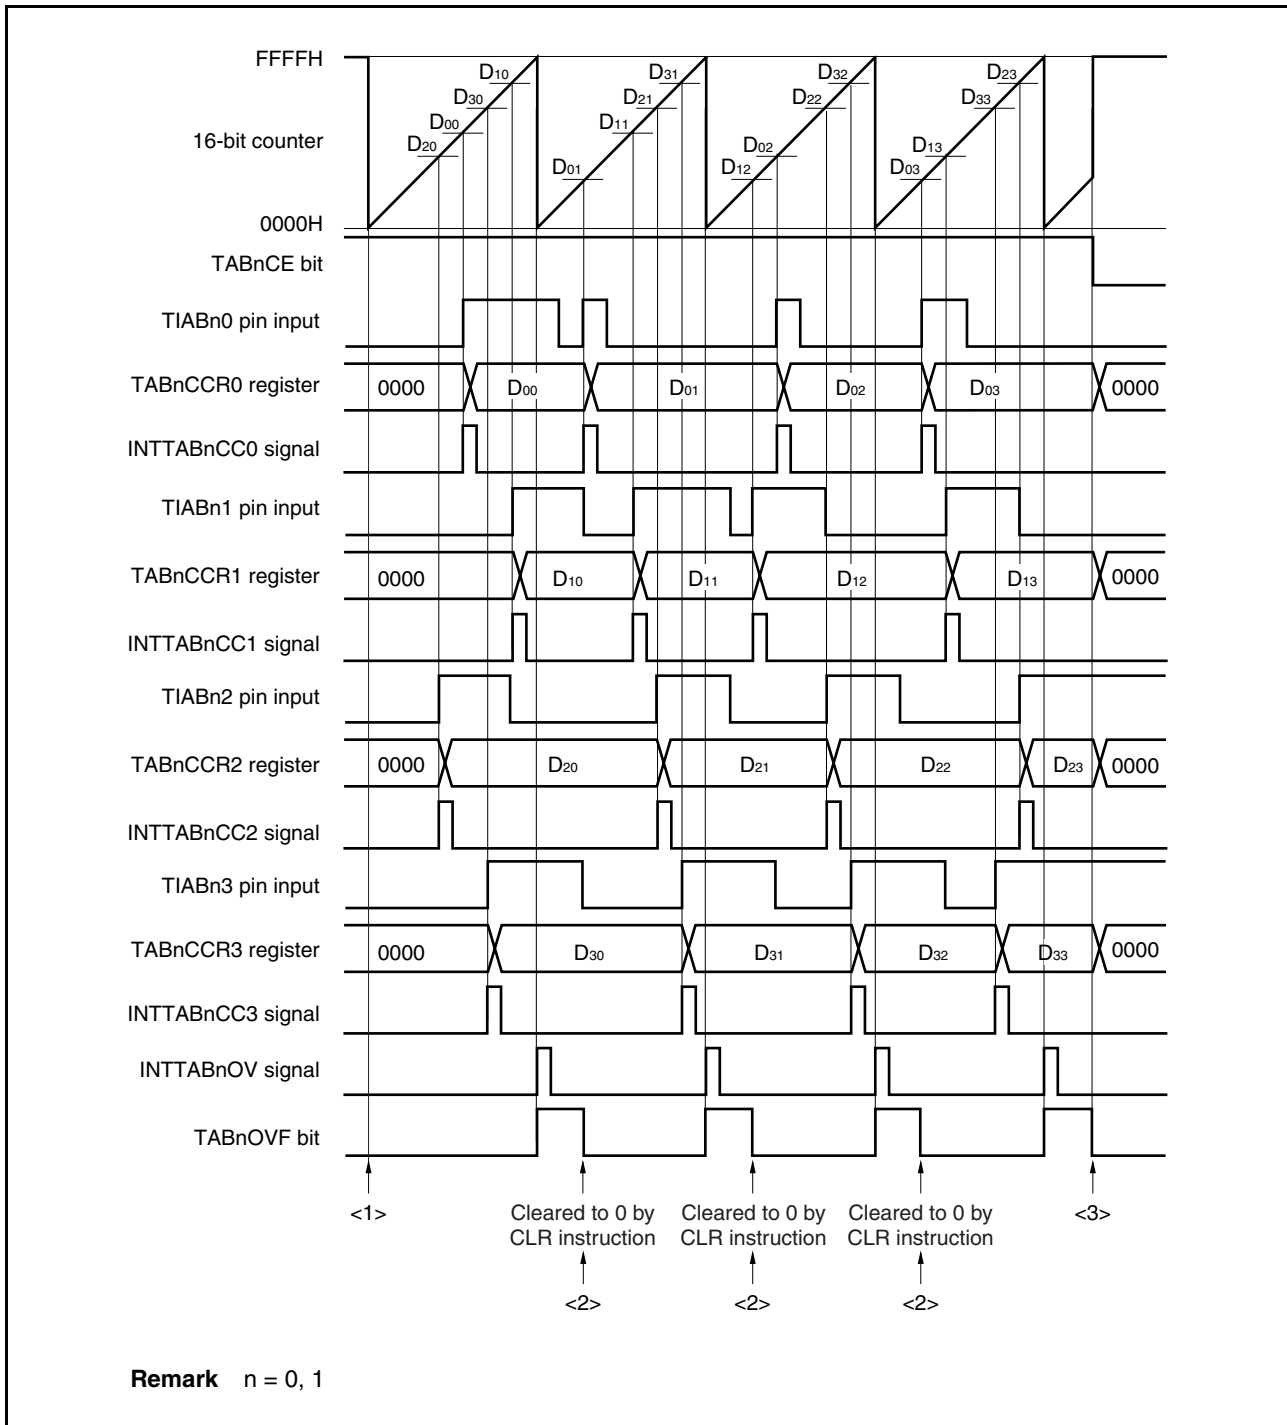 FFFFH
D10
D31
D32
D23
D30
D21
D22
D33
D00
D11
16-bit counter
D20
D02
D13
D01
D12
D03
0000H
TABnCE bit
TIABn0 pin input
TABnCCR0 register 0000 D00 D01 D02 D03 0000
INTTABnCC0 signal
TIABn1 pin input
TABnCCR1 register 0000 D10 D11 D12 D13 0000
INTTABnCC1 signal
TIABn2 pin input
TABnCCR2 register 0000 D20 D21 D22 D23 0000
INTTABnCC2 signal
TIABn3 pin input
TABnCCR3 register 0000 D30 D31 D32 D33 0000
INTTABnCC3 signal
INTTABnOV signal
TABnOVF bit
<1>
Cleared to 0 by
CLR instruction
<2>
Cleared to 0 by
CLR instruction
<2>
Cleared to 0 by
CLR instruction
<2>
<3>
Remark n = 0, 1